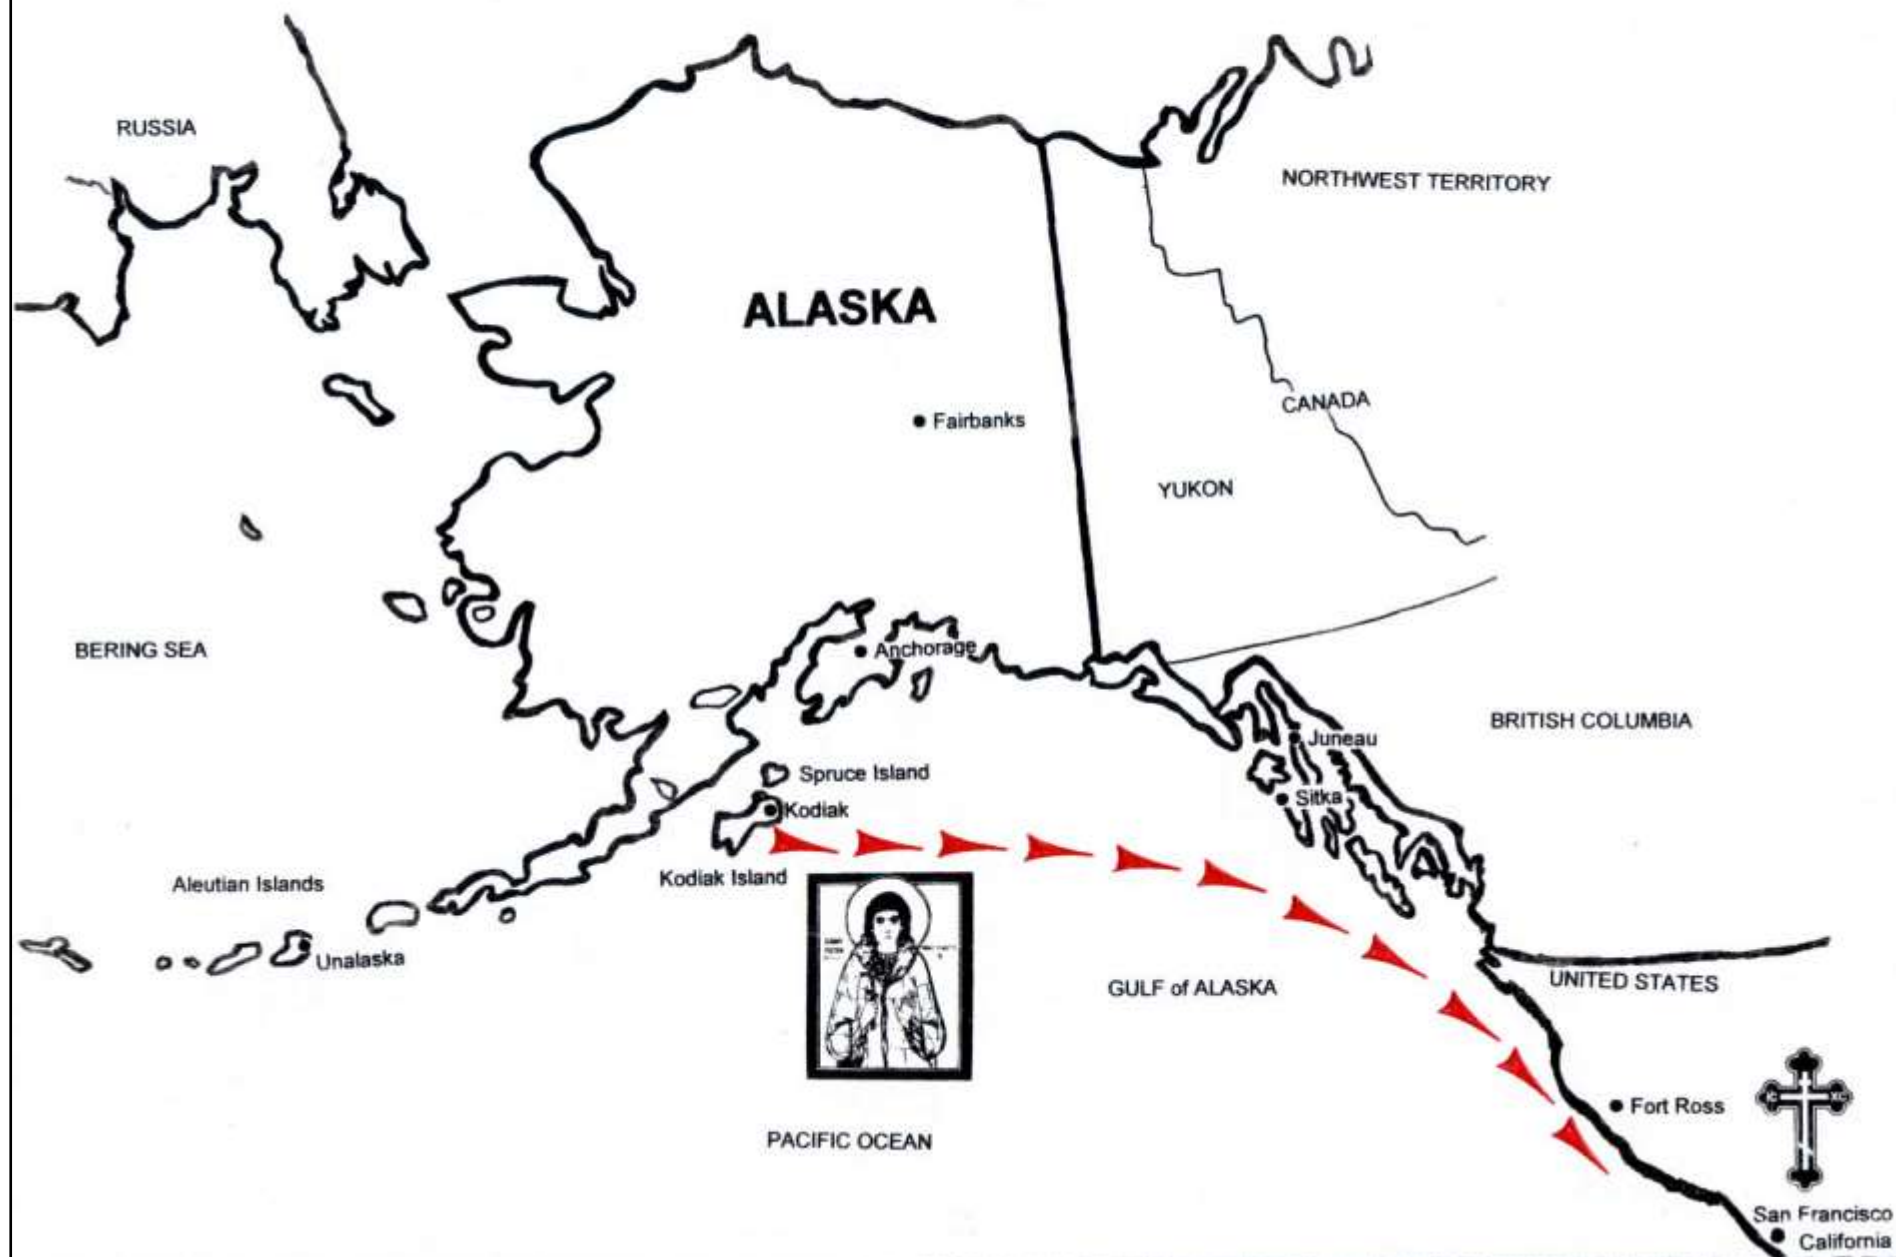 RUSSIA
NORTHWEST TERRITORY
ALASKA
CANADA
Fairbanks
YUKON
BERING SEA
Anchorage
BRITISH COLUMBIA
Juneau
Spruce Island
Sitka
Kodiak
Kodiak Island
Aleutian Islands
Unalaska
GULF of ALASKA
UNITED STATES
Fort Ross
PACIFIC OCEAN
San Francisco
California